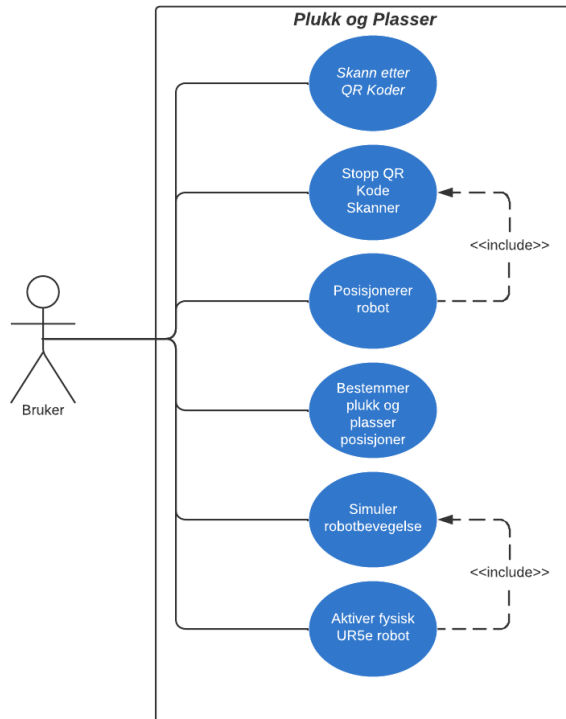 Plukk og Plasser
Skann etter
QR Koder
Stopp QR
Kode
Skanner
<<include>>
Posisjonerer
robot
Bruker
Bestemmer
plukk og
plasser
posisjoner
Simuler
robotbevegelse
<<include>>
Aktiver fysisk
UR5e robot